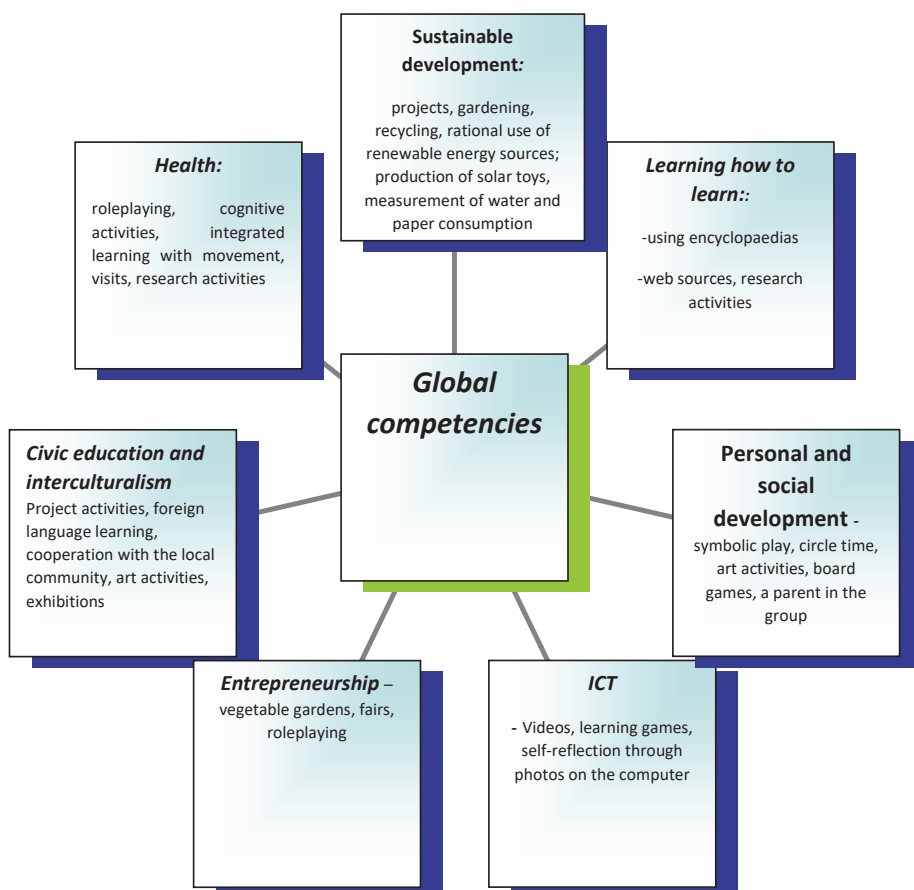 Sustainable
development:
projects, gardening,
recycling, rational use of
renewable energy sources;
production of solar toys,
measurement of water and
paper consumption
Health:
roleplaying, cognitive
activities, integrated
learning with movement,
visits, research activities
Learning how to
learn::
-using encyclopaedias
-web sources, research
activities
Global
competencies
Civic education and
interculturalism
Project activities, foreign
language learning,
cooperation with the local
community, art activities,
exhibitions
Personal and
social
development -
symbolic play, circle time,
art activities, board
games, a parent in the
group
Entrepreneurship –
vegetable gardens, fairs,
roleplaying
ICT
- Videos, learning games,
self-reflection through
photos on the computer